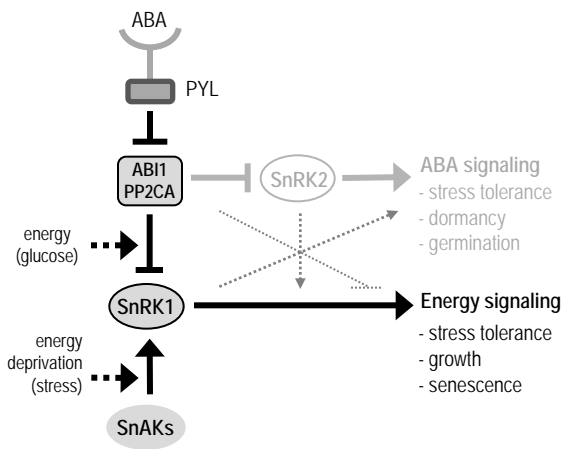 ABA
PYL
ABI1
PP2CA
SnRK2
ABA signaling
- stress tolerance
- dormancy
- germination
energy
(glucose)
SnRK1
Energy signaling
- stress tolerance
- growth
- senescence
energy
deprivation
(stress)
SnAKs